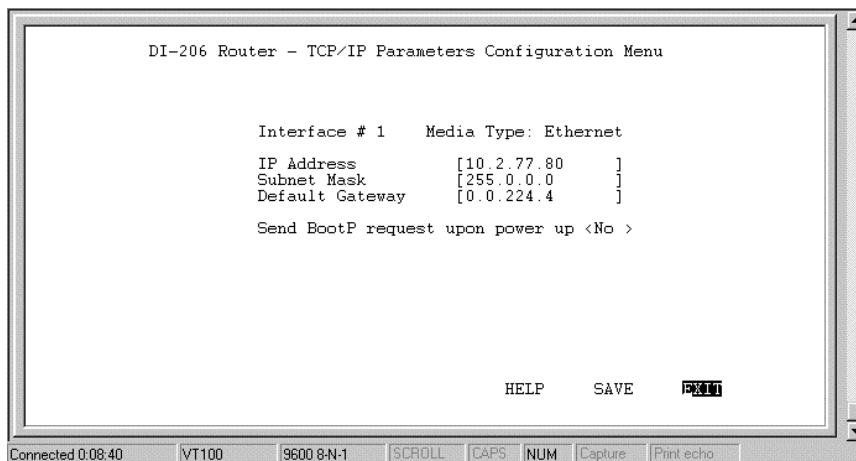 DI-206 Router - TCP/IP Parameters Configuration Menu
Interface # 1 Media Type: Ethernet
IP Address [10.2.77.80 ]
Subnet Mask [255.0.0.0 ]
Default Gateway [0.0.224.4 ]
Send BootP request upon power up <No >
HELP SAVE EXIT
Connected 0:08:40 VT100 9600 8-N-1 SCROLL CAPS NUM Capture Print echo